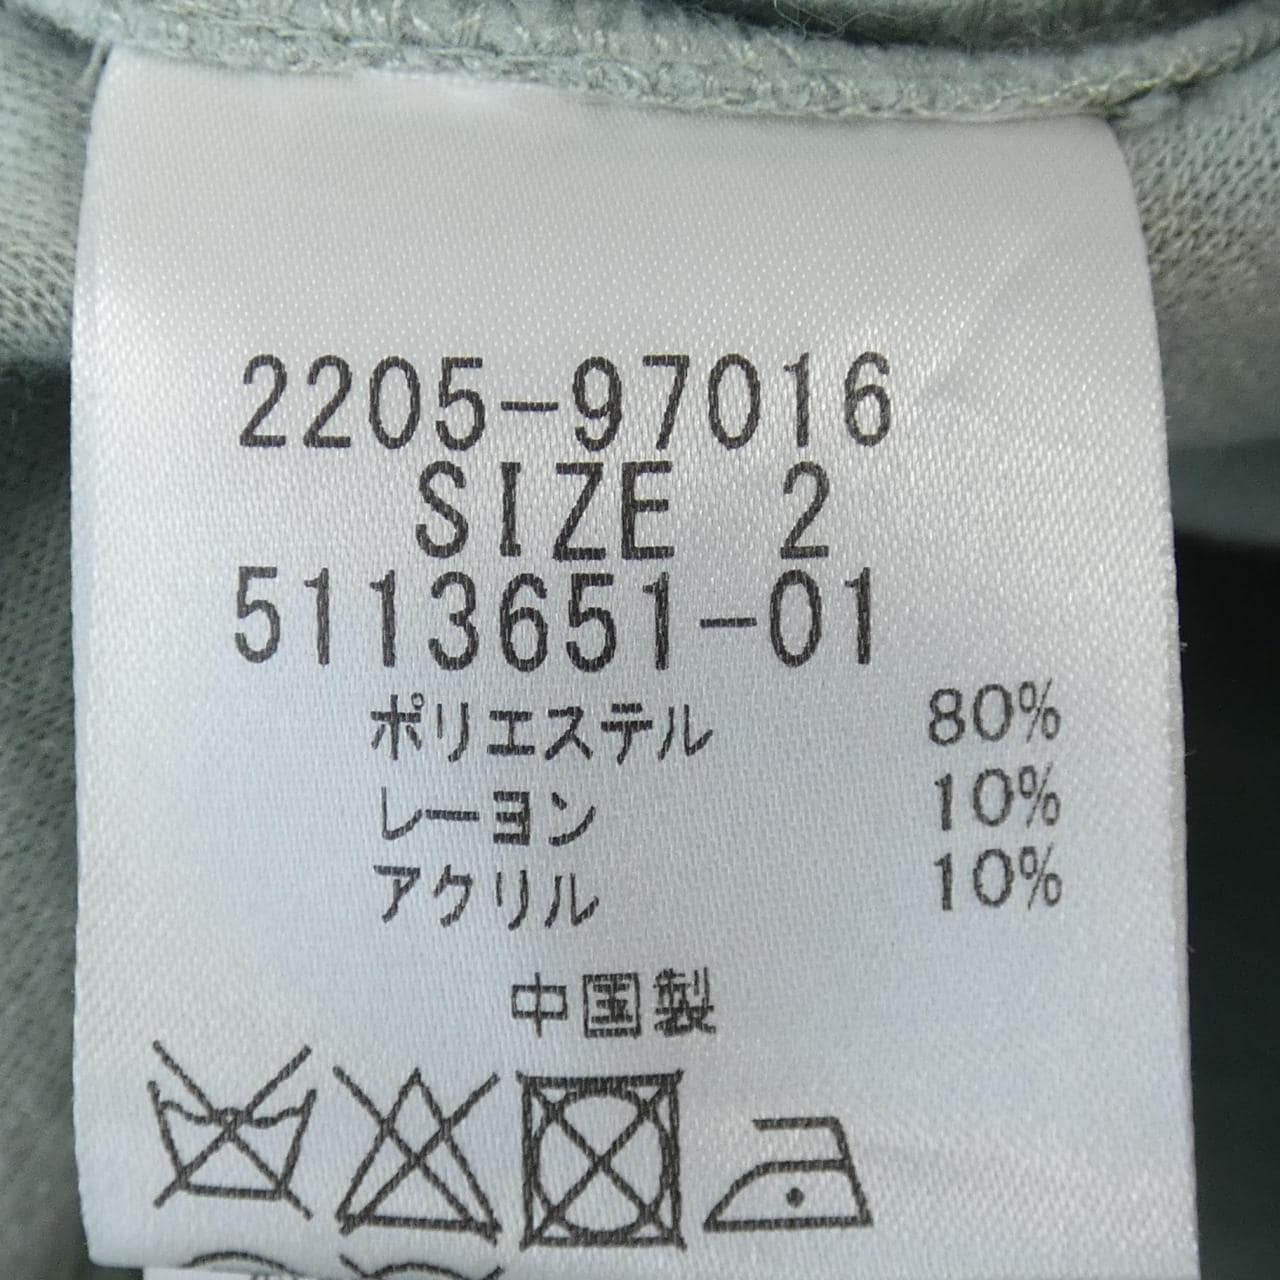 2205-97016
SIZE 2
5113651-01
ポリエステル 80%
レーヨン 10%
アクリル 10%
中国製